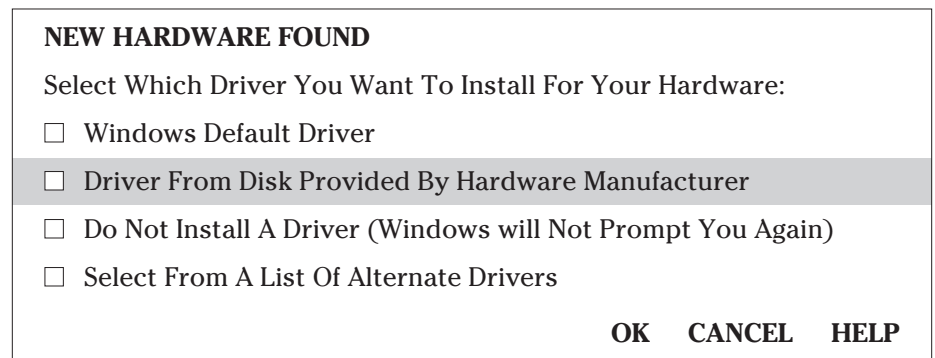 NEW HARDWARE FOUND
Select Which Driver You Want To Install For Your Hardware:
☐ Windows Default Driver
☐ Driver From Disk Provided By Hardware Manufacturer
☐ Do Not Install A Driver (Windows will Not Prompt You Again)
☐ Select From A List Of Alternate Drivers
OK CANCEL HELP